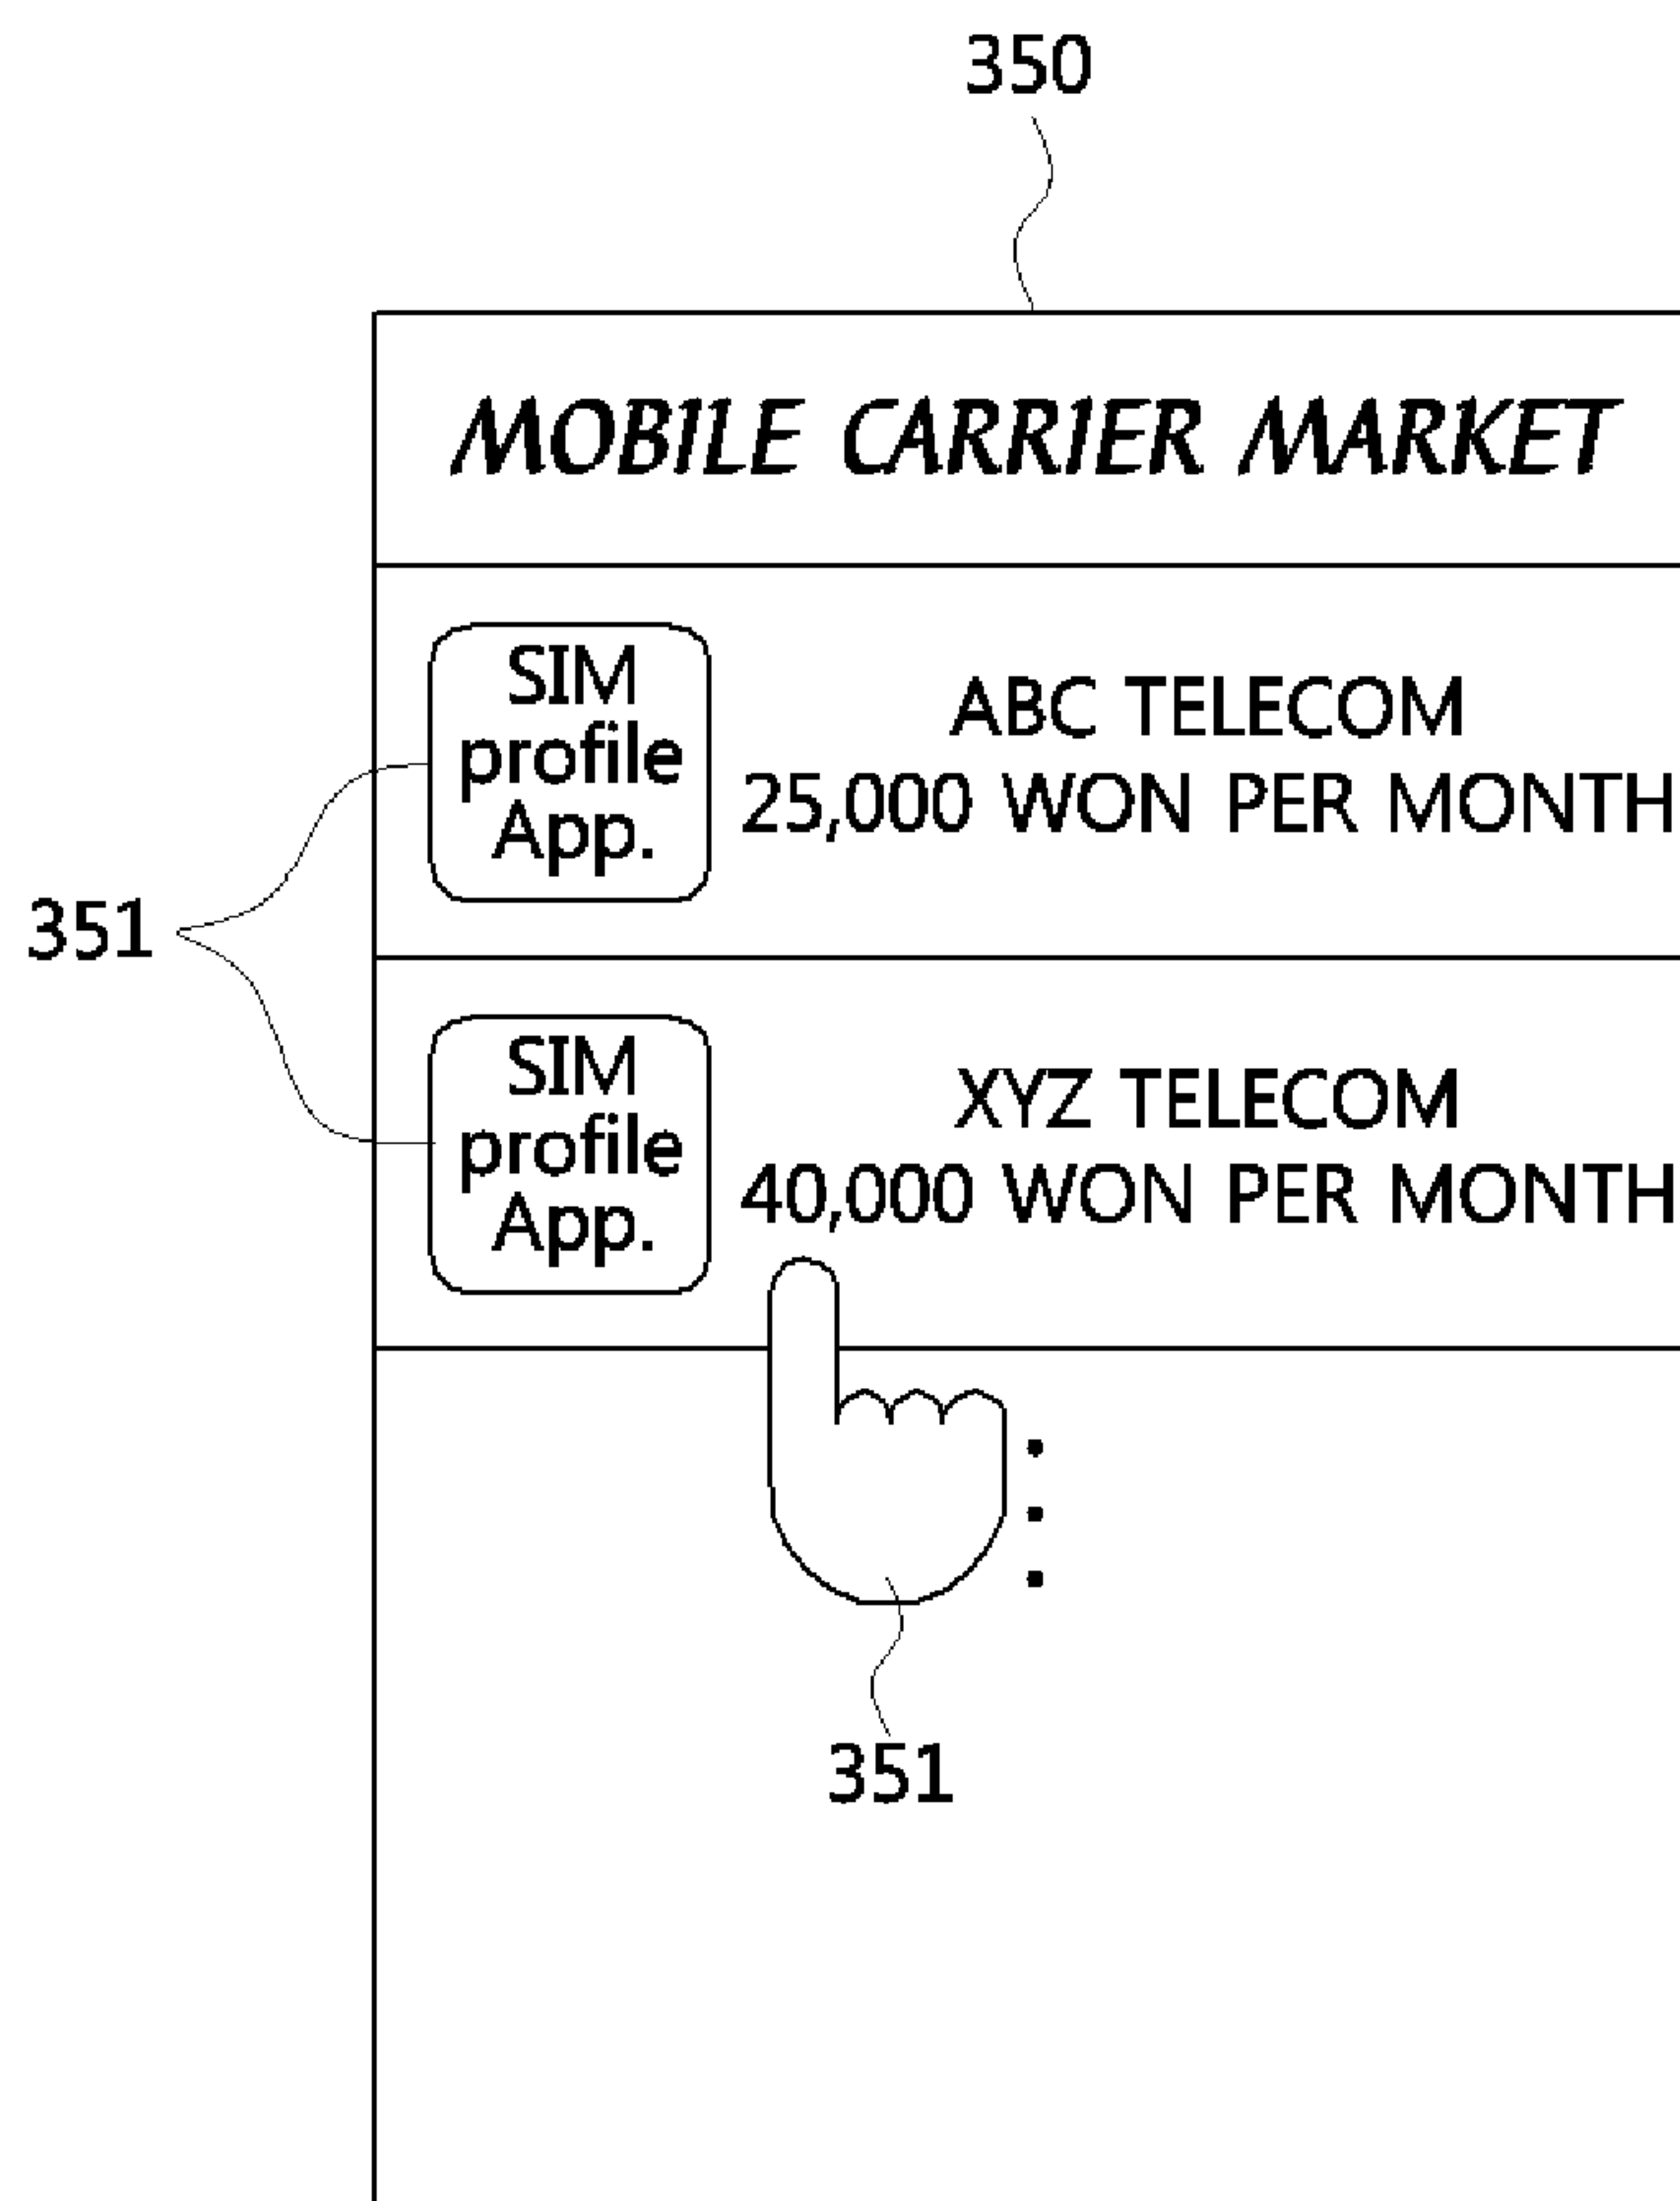 350
MOBILE CARRIER MARKET
SIM
profile
App.
ABC TELECOM
25,000 WON PER MONTH
351
SIM
profile
App.
XYZ TELECOM
40,000 WON PER MONTH
351